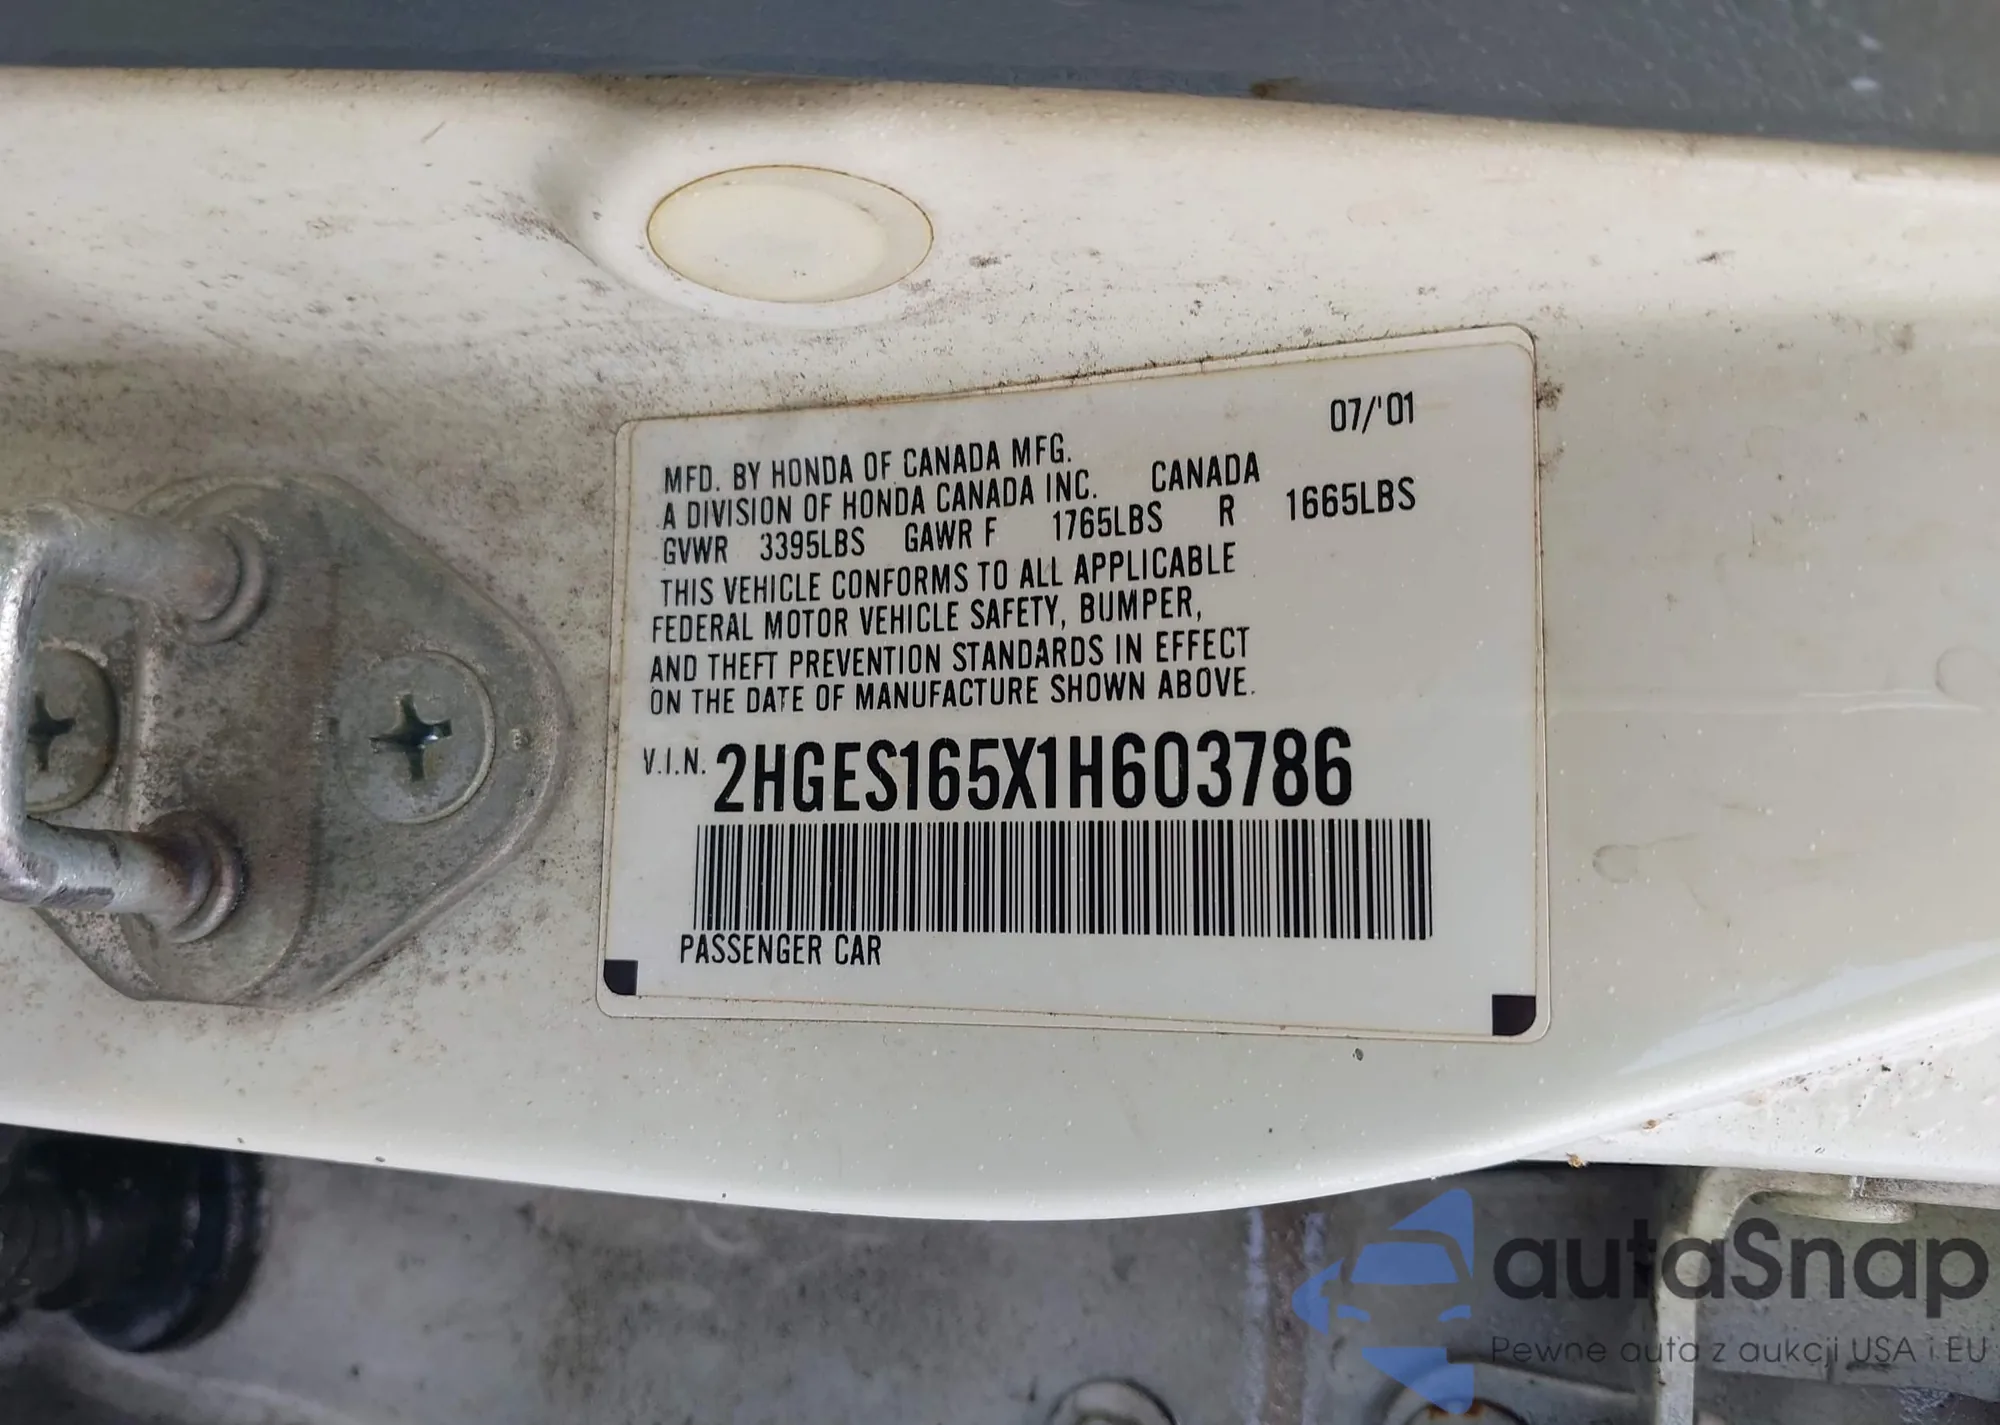 07/'01
MFD. BY HONDA OF CANADA MFG.
A DIVISION OF HONDA CANADA INC. CANADA
GVWR 3395LBS GAWR F 1765LBS R 1665LBS
THIS VEHICLE CONFORMS TO ALL APPLICABLE
FEDERAL MOTOR VEHICLE SAFETY, BUMPER,
AND THEFT PREVENTION STANDARDS IN EFFECT
ON THE DATE OF MANUFACTURE SHOWN ABOVE.
V.I.N. 2HGES165X1H603786
PASSENGER CAR
autaSnap
Pewne auta z aukcji USA i EU